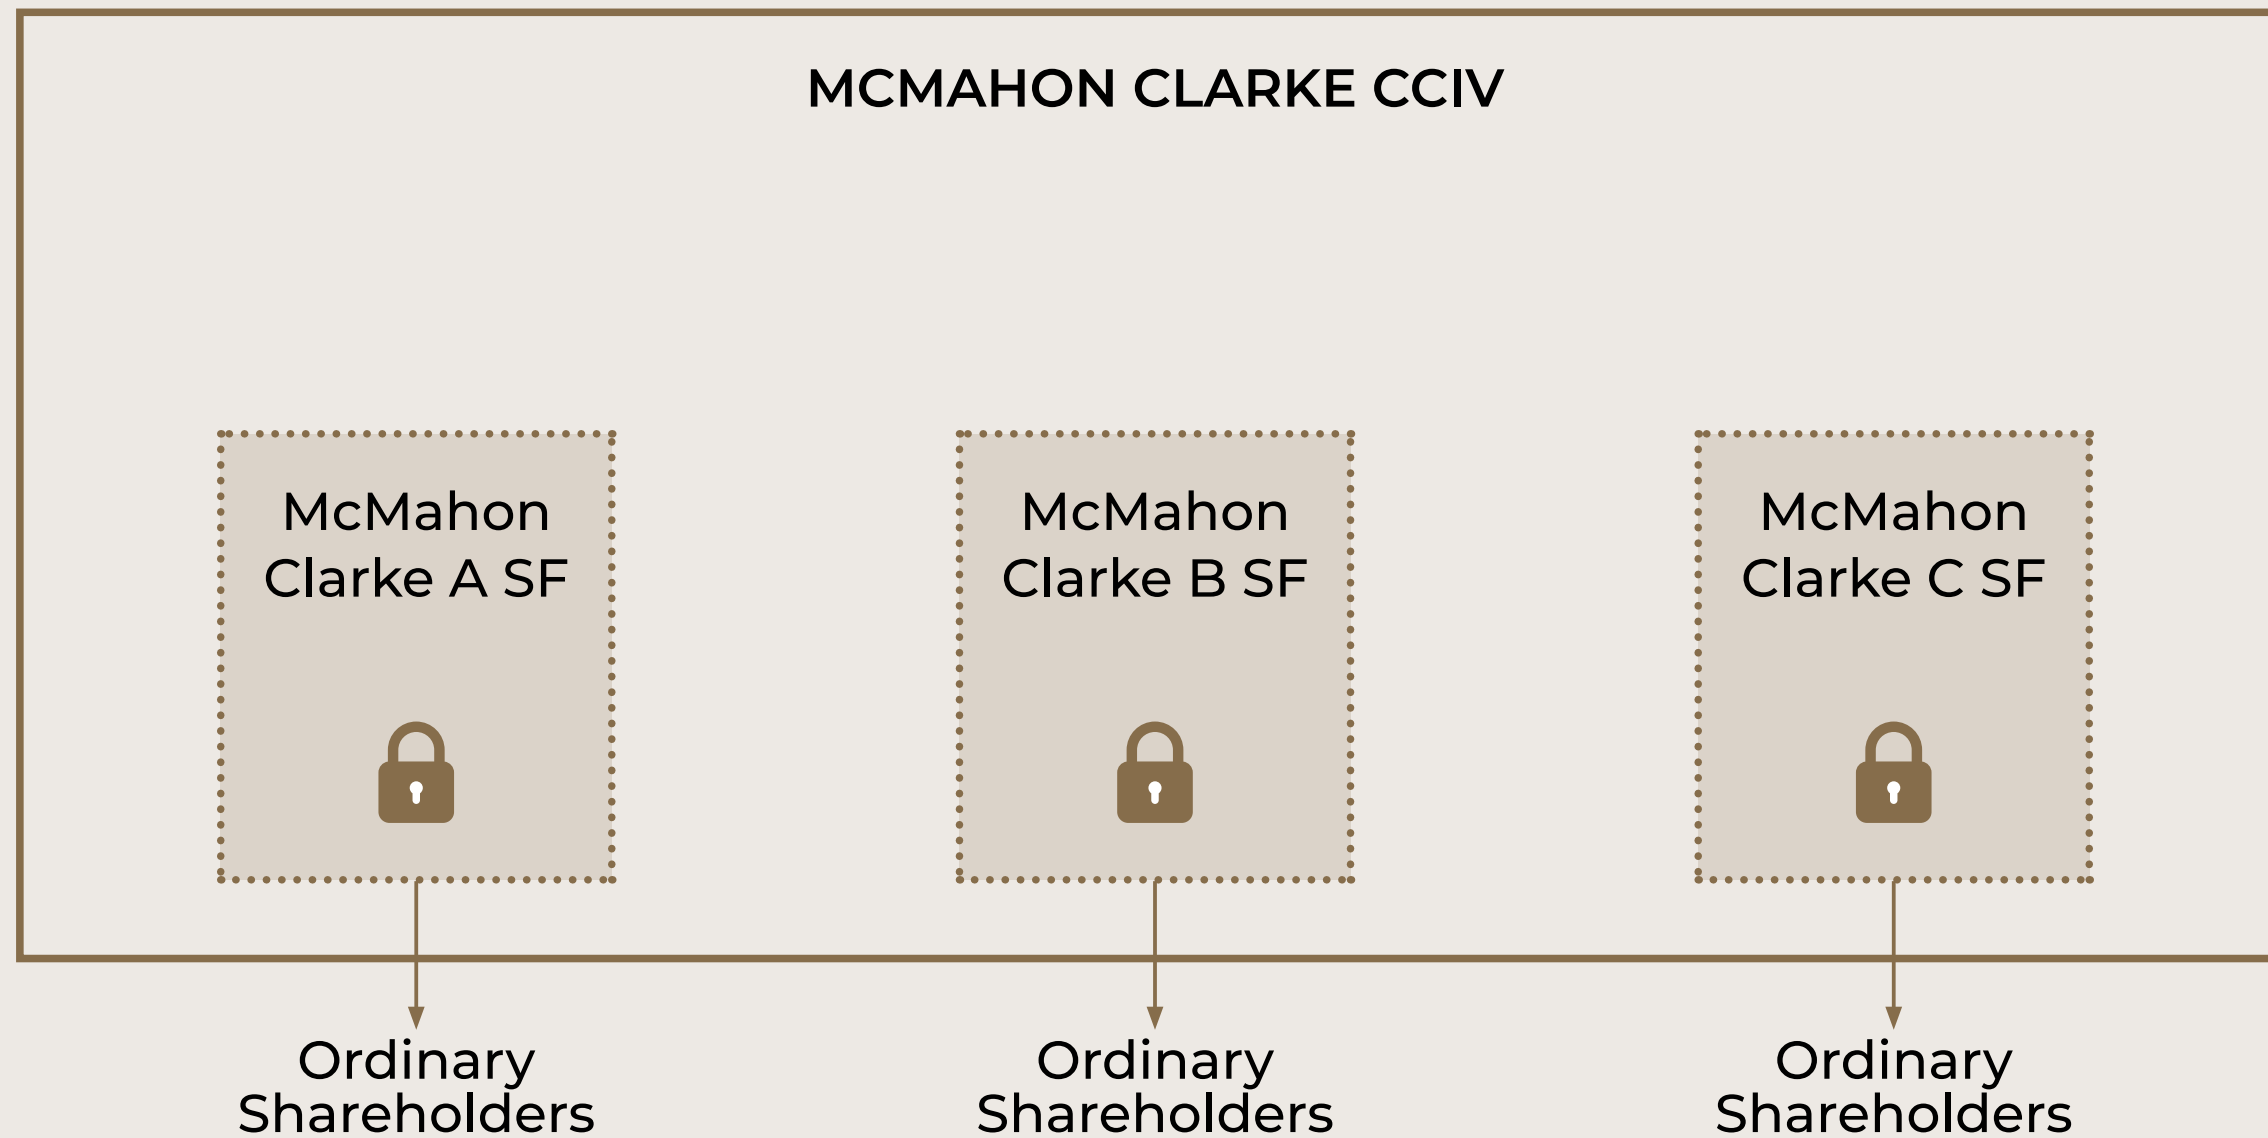 MCMAHON CLARKE CCIV
McMahon
Clarke A SF
McMahon
Clarke B SF
McMahon
Clarke C SF
Ordinary
Shareholders
Ordinary
Shareholders
Ordinary
Shareholders